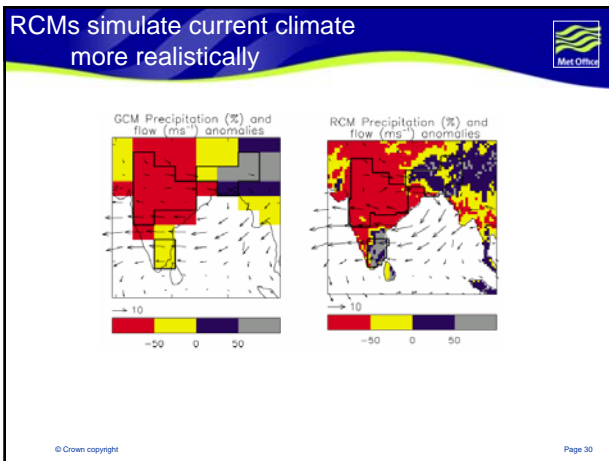 RCMs simulate current climate
more realistically
Met Office
GCM Precipitation (%) and
flow (ms⁻¹) anomalies
10
-50 0 50
RCM Precipitation (%) and
flow (ms⁻¹) anomalies
10
-50 0 50
© Crown copyright
Page 30